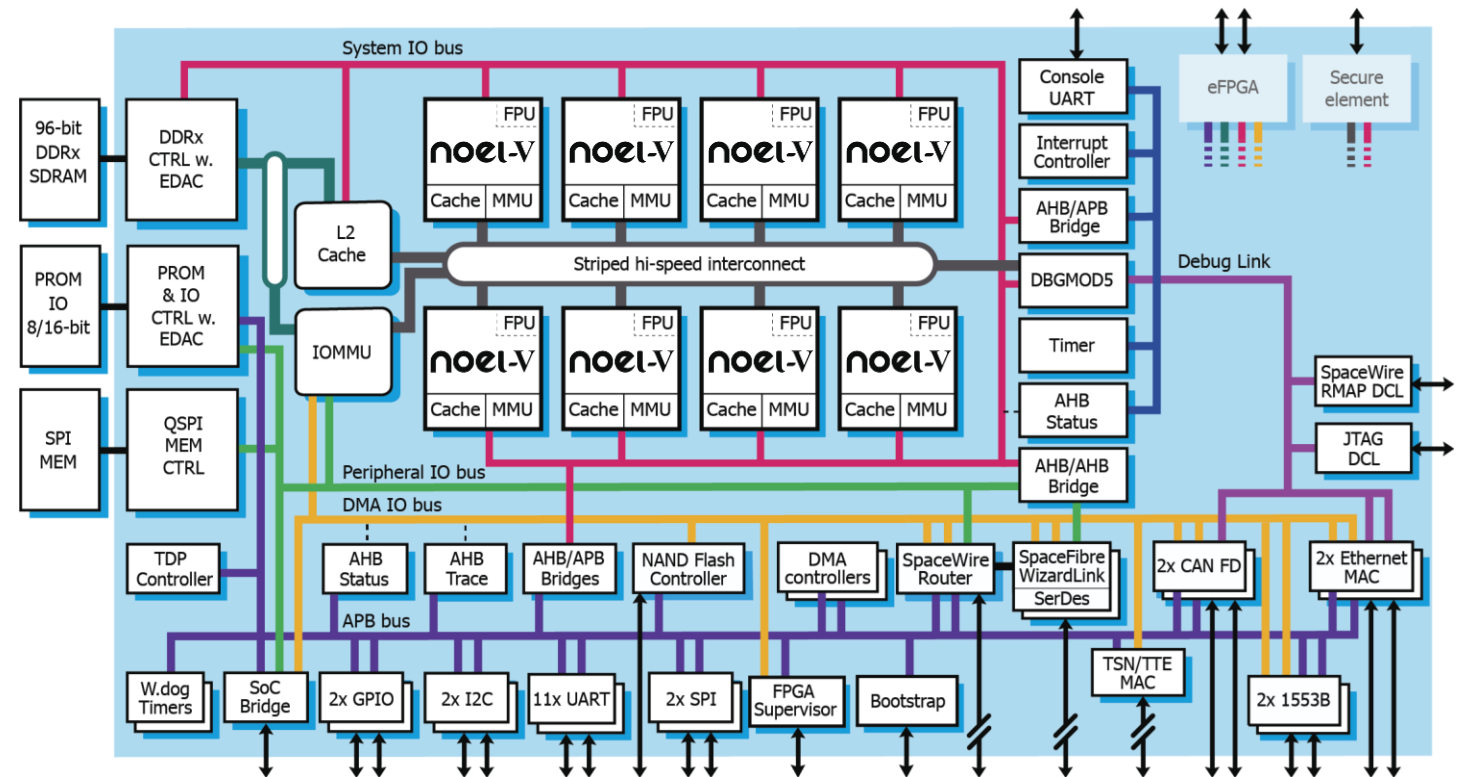 System IO bus
96-bit
DDRx
SDRAM
DDRx
CTRL w.
EDAC
L2
Cache
PROM
IO
8/16-bit
PROM
& IO
CTRL w.
EDAC
IOMMU
SPI
MEM
QSPI
MEM
CTRL
FPU
noel-V
Cache
MMU
FPU
noel-V
Cache
MMU
FPU
noel-V
Cache
MMU
FPU
noel-V
Cache
MMU
Striped hi-speed interconnect
FPU
noel-V
Cache
MMU
FPU
noel-V
Cache
MMU
FPU
noel-V
Cache
MMU
FPU
noel-V
Cache
MMU
Console
UART
Interrupt
Controller
AHB/APB
Bridge
DBGMOD5
Timer
AHB
Status
AHB/AHB
Bridge
eFPGA
Secure
element
Debug Link
SpaceWire
RMAP DCL
JTAG
DCL
Peripheral IO bus
DMA IO bus
TDP
Controller
AHB
Status
AHB
Trace
AHB/APB
Bridges
NAND Flash
Controller
DMA
controllers
SpaceWire
Router
SpaceFibre
WizardLink
SerDes
2x CAN FD
2x Ethernet
MAC
APB bus
W.dog
Timers
SoC
Bridge
2x GPIO
2x I2C
11x UART
2x SPI
FPGA
Supervisor
Bootstrap
TSN/TTE
MAC
2x 1553B